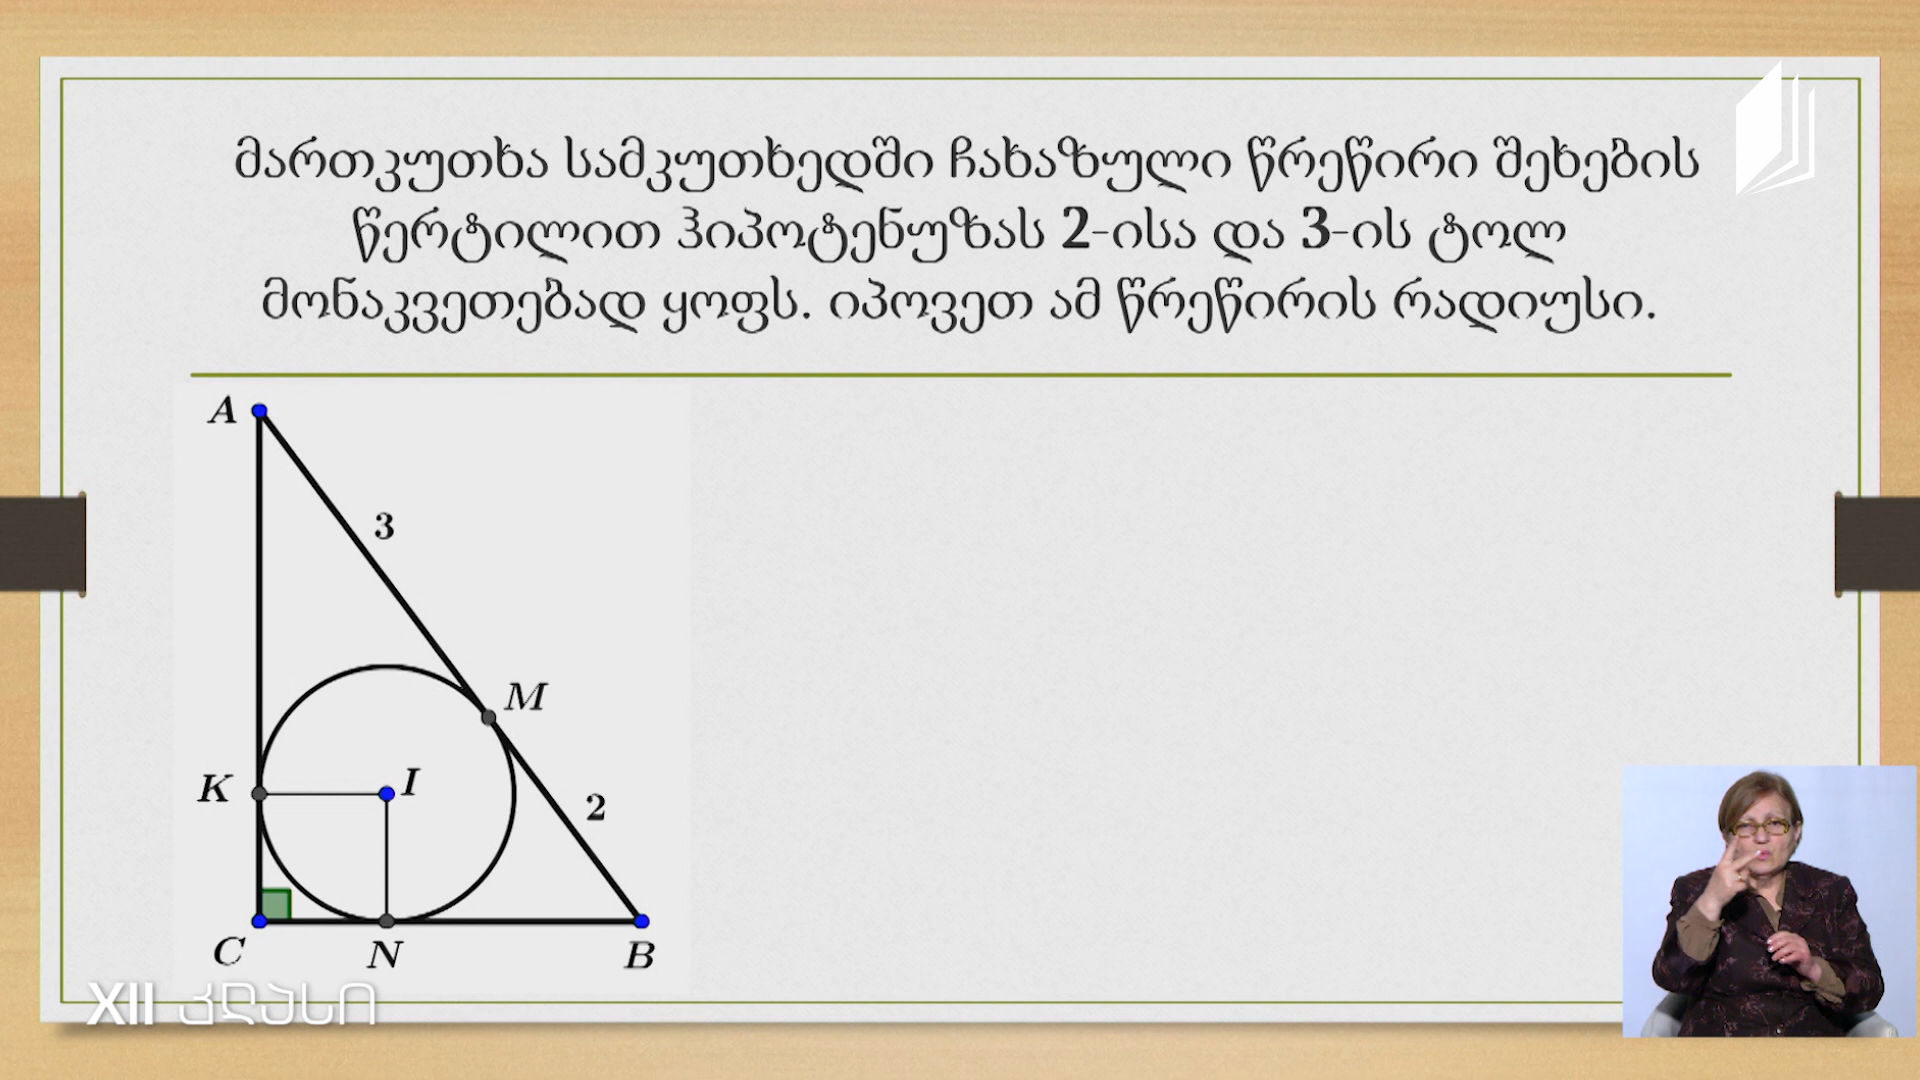 მართკუთხა სამკუთხედში ჩახაზული წრეწირი შეხების
წერტილით ჰიპოტენუზას 2-ისა და 3-ის ტოლ
მონაკვეთებად ყოფს. იპოვეთ ამ წრეწირის რადიუსი.
A
3
M
K
I
2
C
N
B
XII კლასი